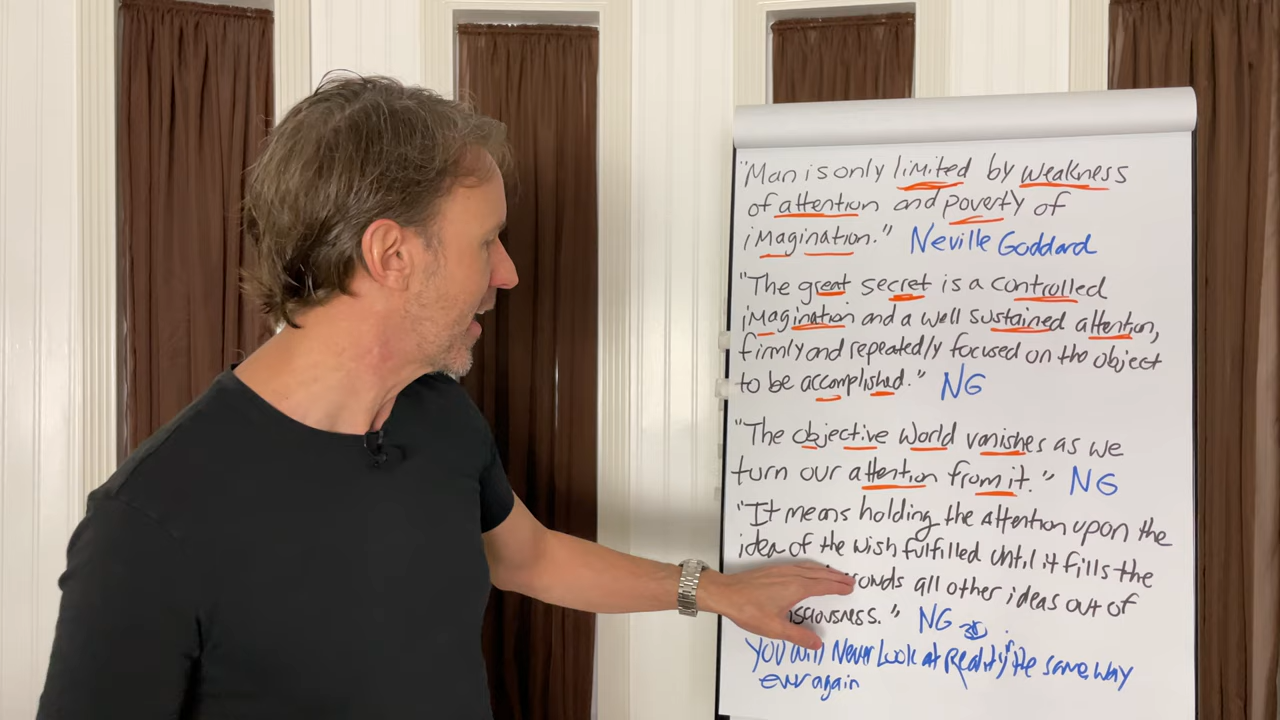 "Man is only limited by weakness
of attention and poverty of
imagination." Neville Goddard
"The great secret is a controlled
imagination and a well sustained attention,
firmly and repeatedly focused on the object
to be accomplished." NG
"The objective world vanishes as we
turn our attention from it." NG
"It means holding the attention upon the
idea of the wish fulfilled until it fills the
all other ideas out of
" NG
You will Never Look at Reality the same way
ever again